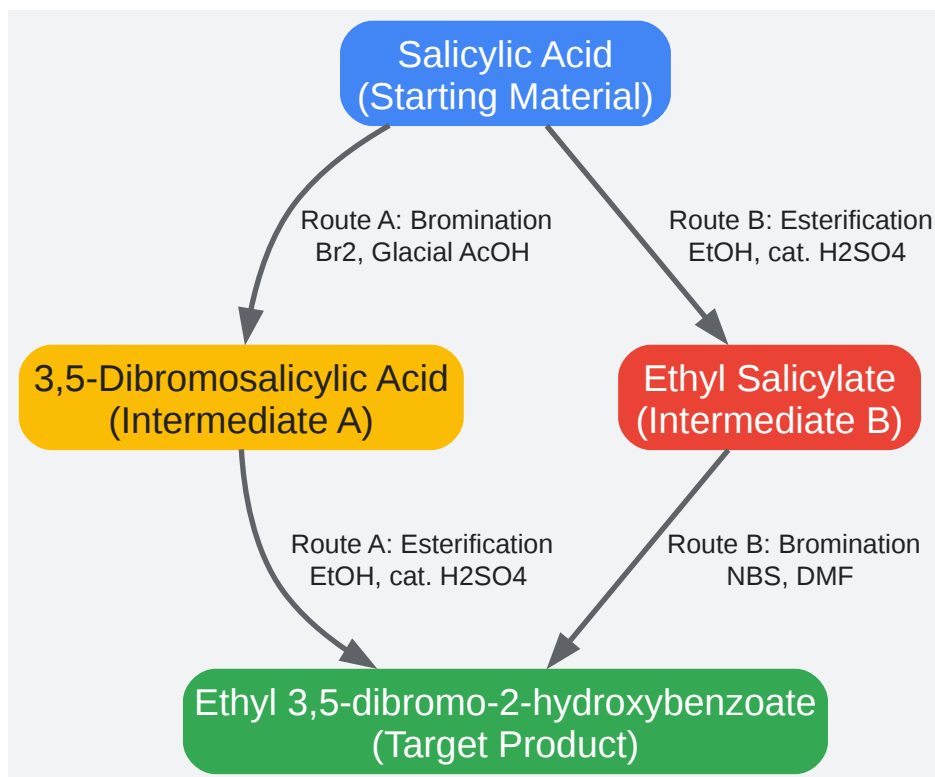 Salicylic Acid
(Starting Material)
Route A: Bromination
Br2, Glacial AcOH
Route B: Esterification
EtOH, cat. H2SO4
3,5-Dibromosalicylic Acid
(Intermediate A)
Ethyl Salicylate
(Intermediate B)
Route A: Esterification
EtOH, cat. H2SO4
Route B: Bromination
NBS, DMF
Ethyl 3,5-dibromo-2-hydroxybenzoate
(Target Product)